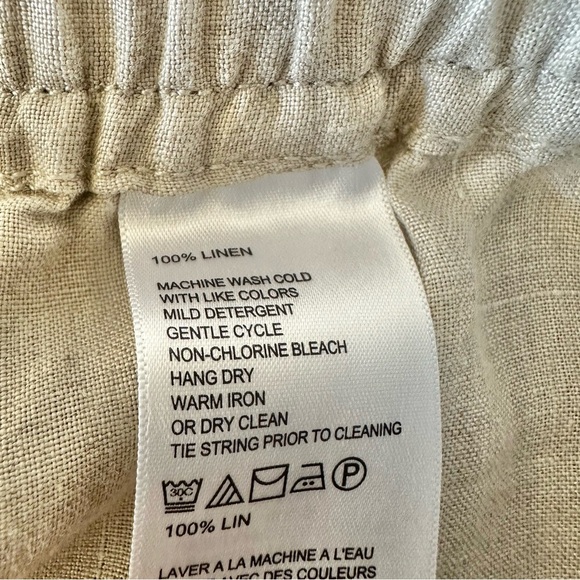 100% LINEN
MACHINE WASH COLD
WITH LIKE COLORS
MILD DETERGENT
GENTLE CYCLE
NON-CHLORINE BLEACH
HANG DRY
WARM IRON
OR DRY CLEAN
TIE STRING PRIOR TO CLEANING
30C P
100% LIN
LAVER A LA MACHINE A L'EAU
AVEC DES COULEURS